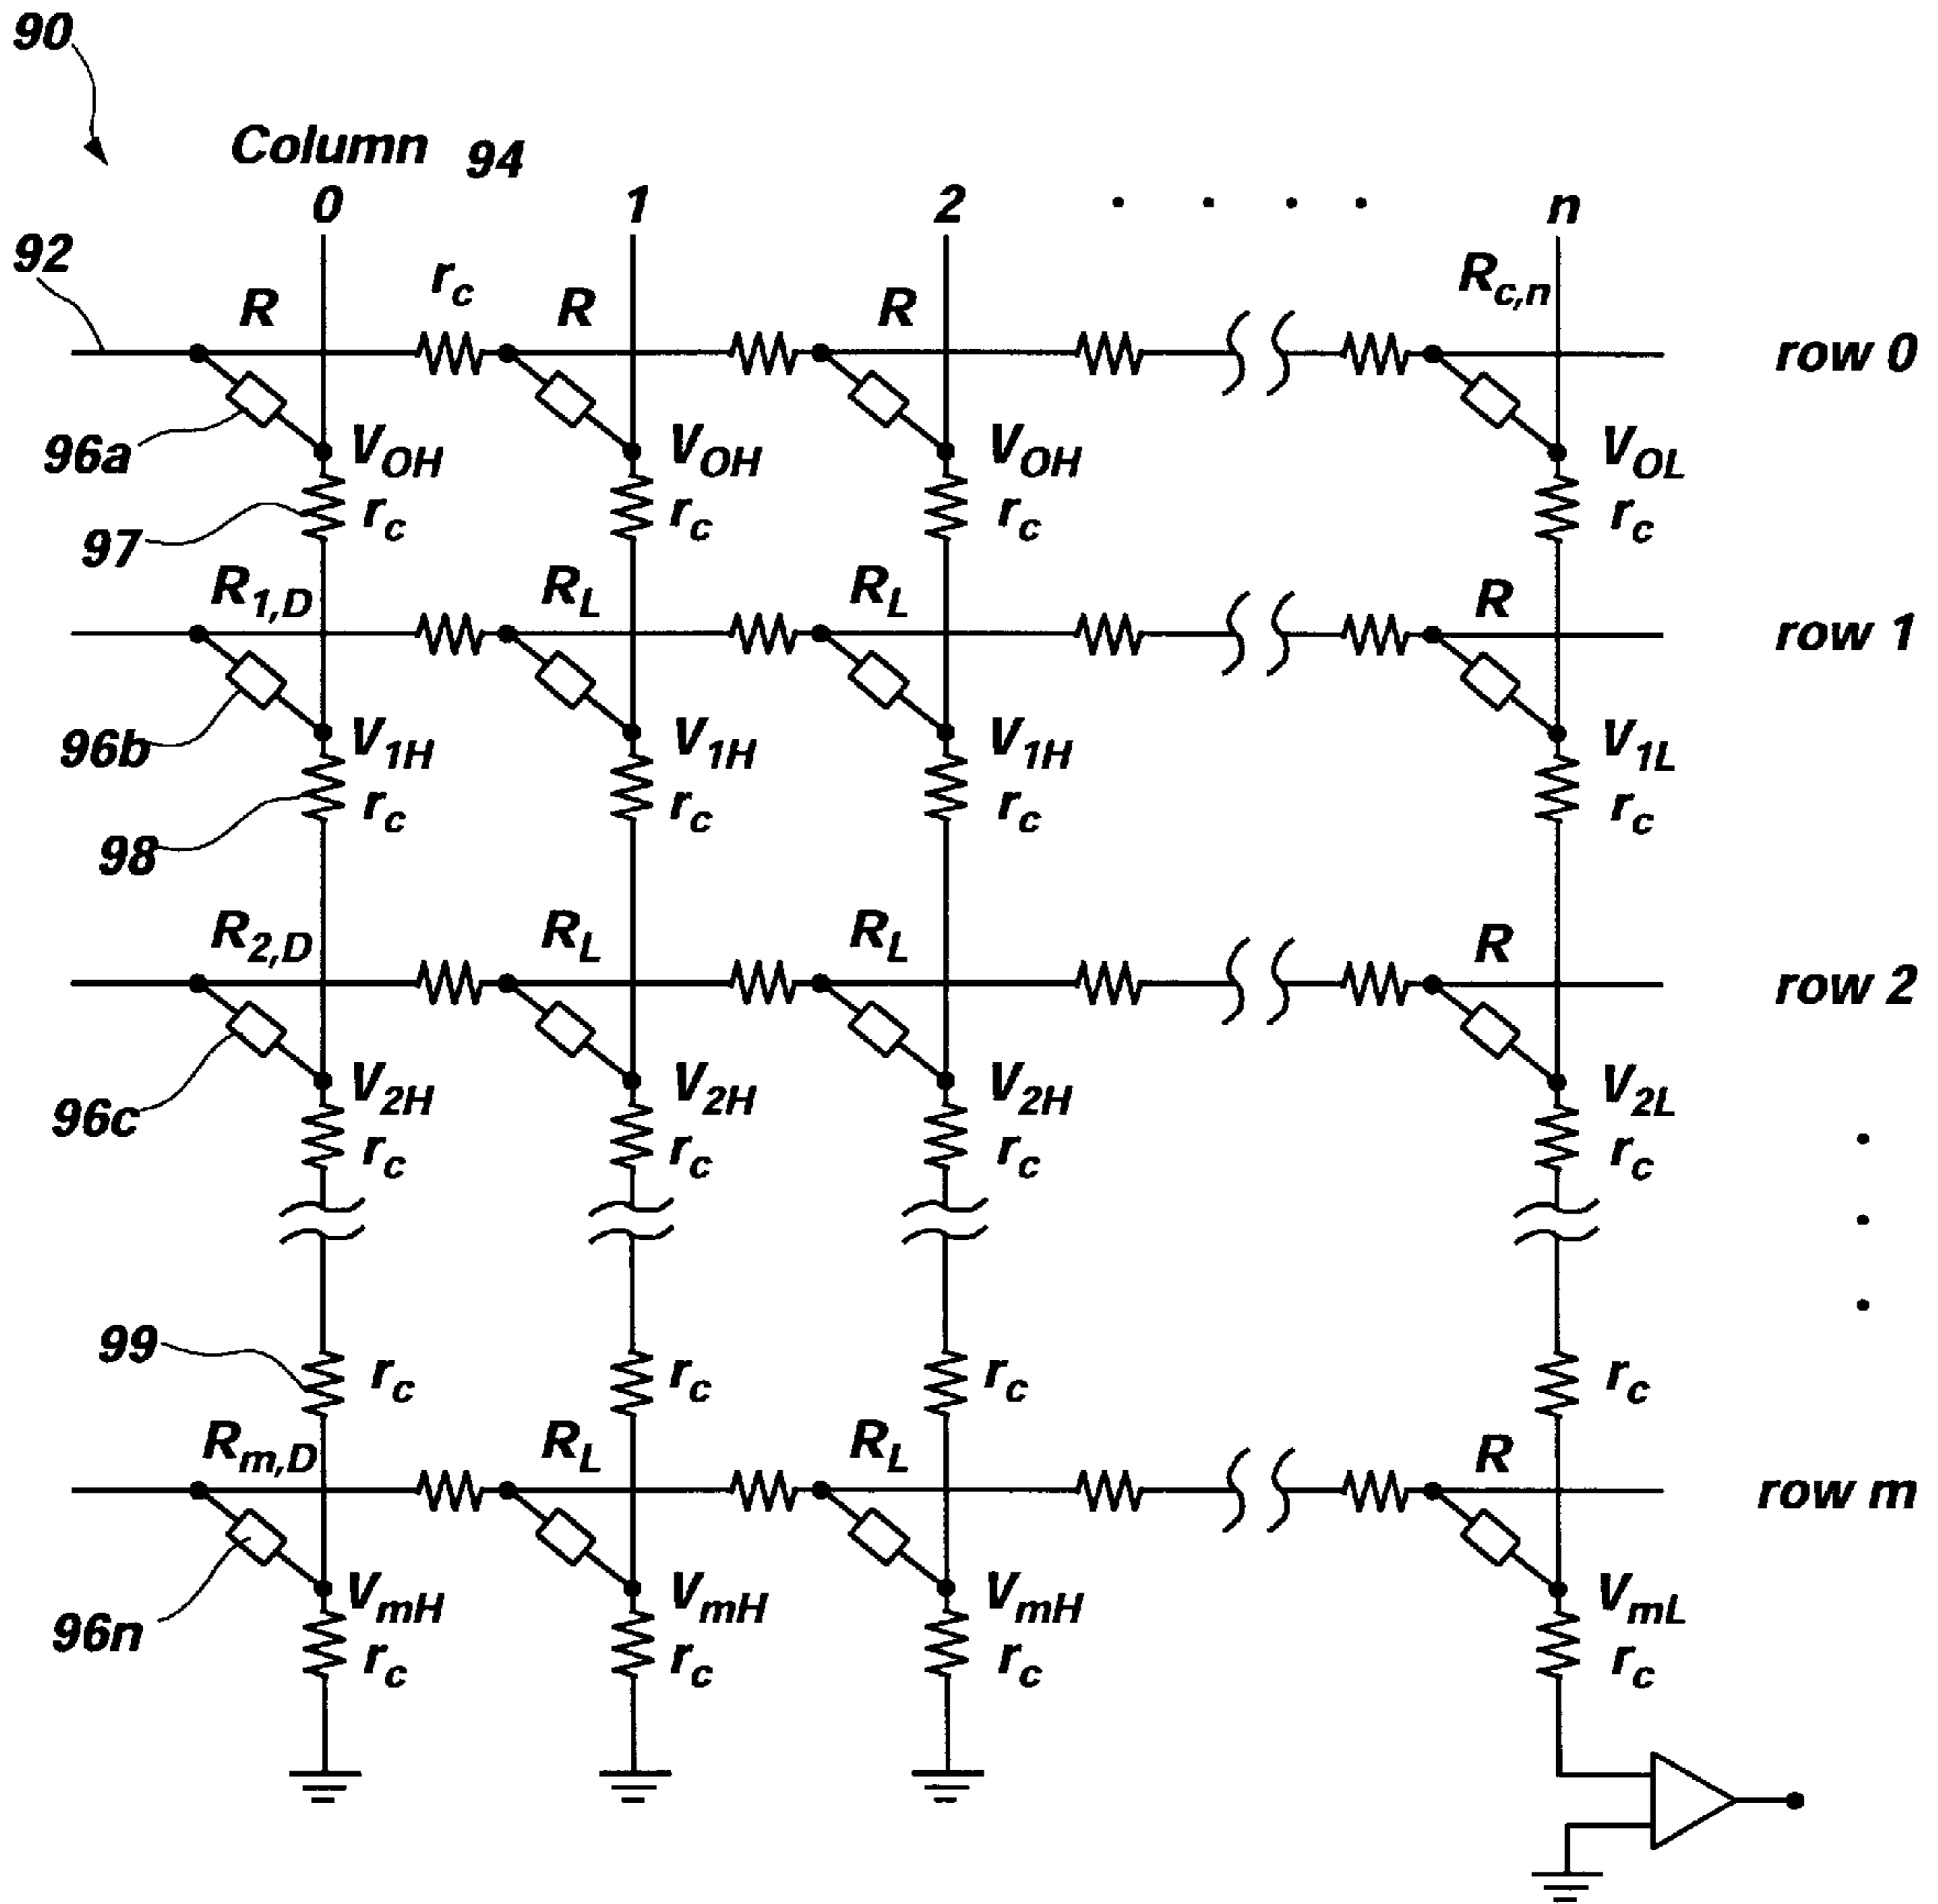 90
Column 94
0 1 2 . . . . n
92
R r_c R R R_c,n
row 0
96a V_OH V_OH V_OH V_OL
97 r_c r_c r_c r_c
R_1,D R_L R_L R
row 1
96b V_1H V_1H V_1H V_1L
98 r_c r_c r_c r_c
R_2,D R_L R_L R
row 2
96c V_2H V_2H V_2H V_2L
r_c r_c r_c r_c
99 r_c r_c r_c r_c
R_m,D R_L R_L R
row m
96n V_mH V_mH V_mH V_mL
r_c r_c r_c r_c